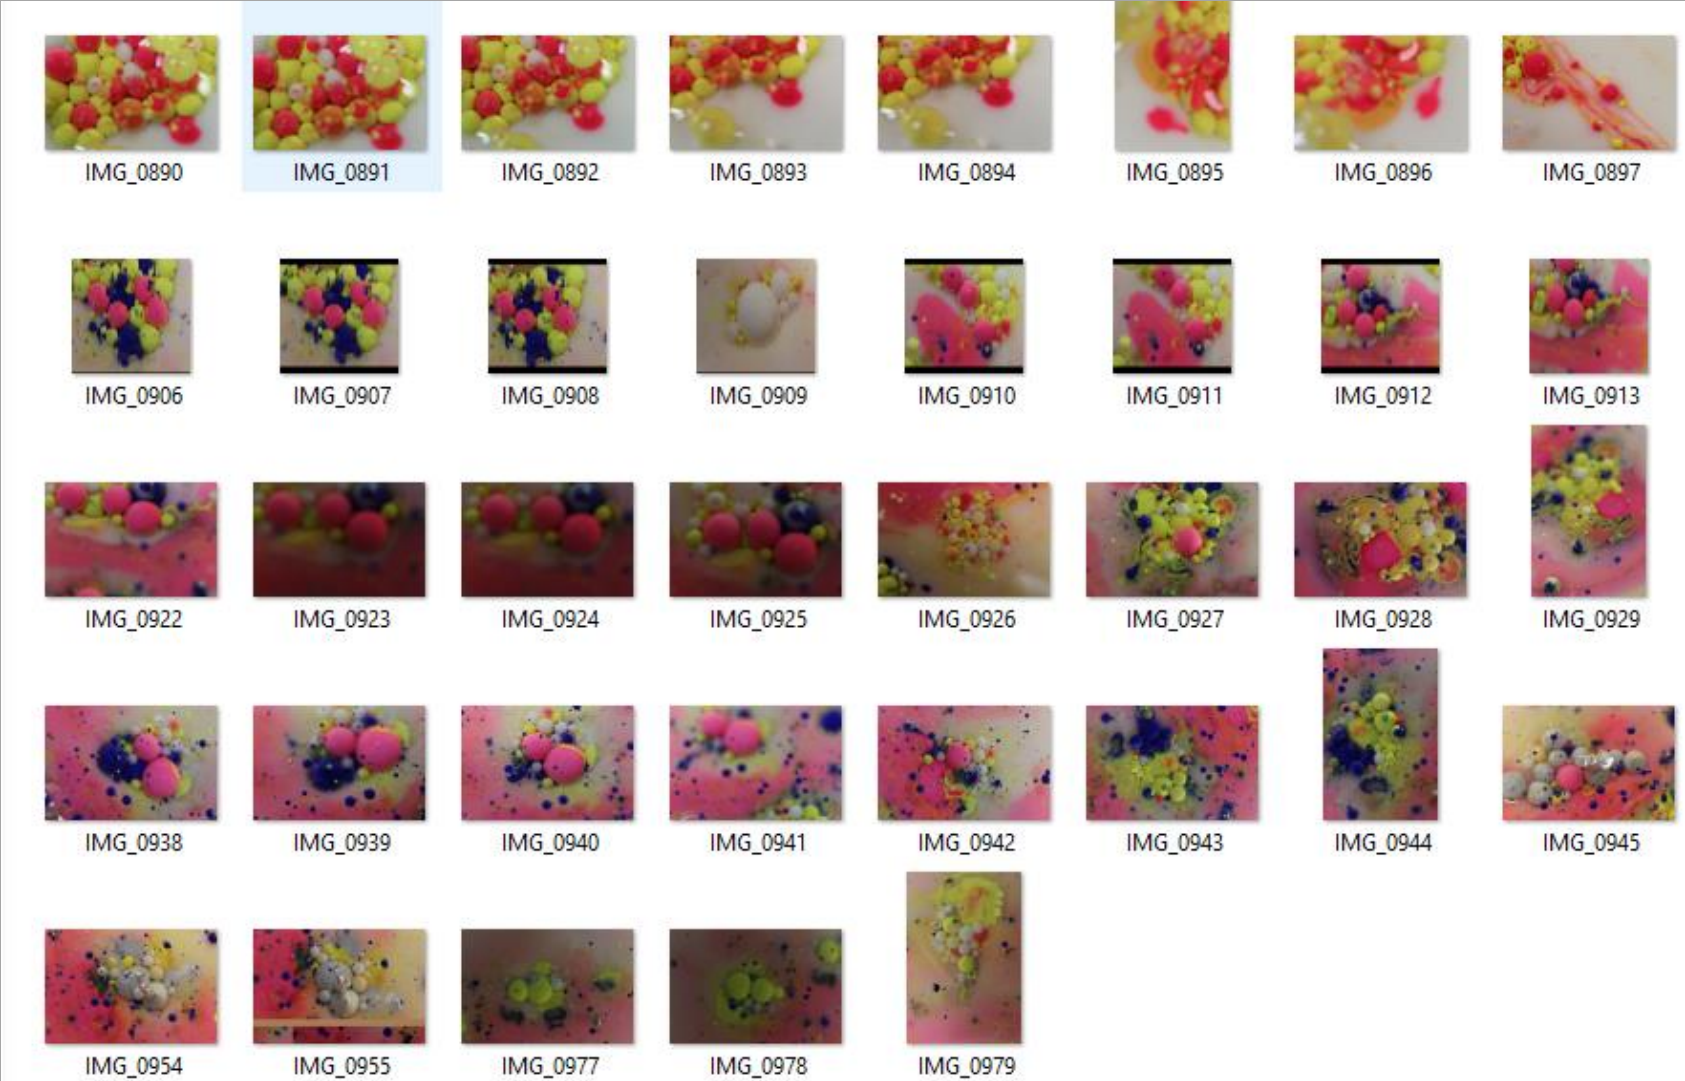 IMG_0890 IMG_0891 IMG_0892 IMG_0893 IMG_0894 IMG_0895 IMG_0896 IMG_0897
IMG_0906 IMG_0907 IMG_0908 IMG_0909 IMG_0910 IMG_0911 IMG_0912 IMG_0913
IMG_0922 IMG_0923 IMG_0924 IMG_0925 IMG_0926 IMG_0927 IMG_0928 IMG_0929
IMG_0938 IMG_0939 IMG_0940 IMG_0941 IMG_0942 IMG_0943 IMG_0944 IMG_0945
IMG_0954 IMG_0955 IMG_0977 IMG_0978 IMG_0979